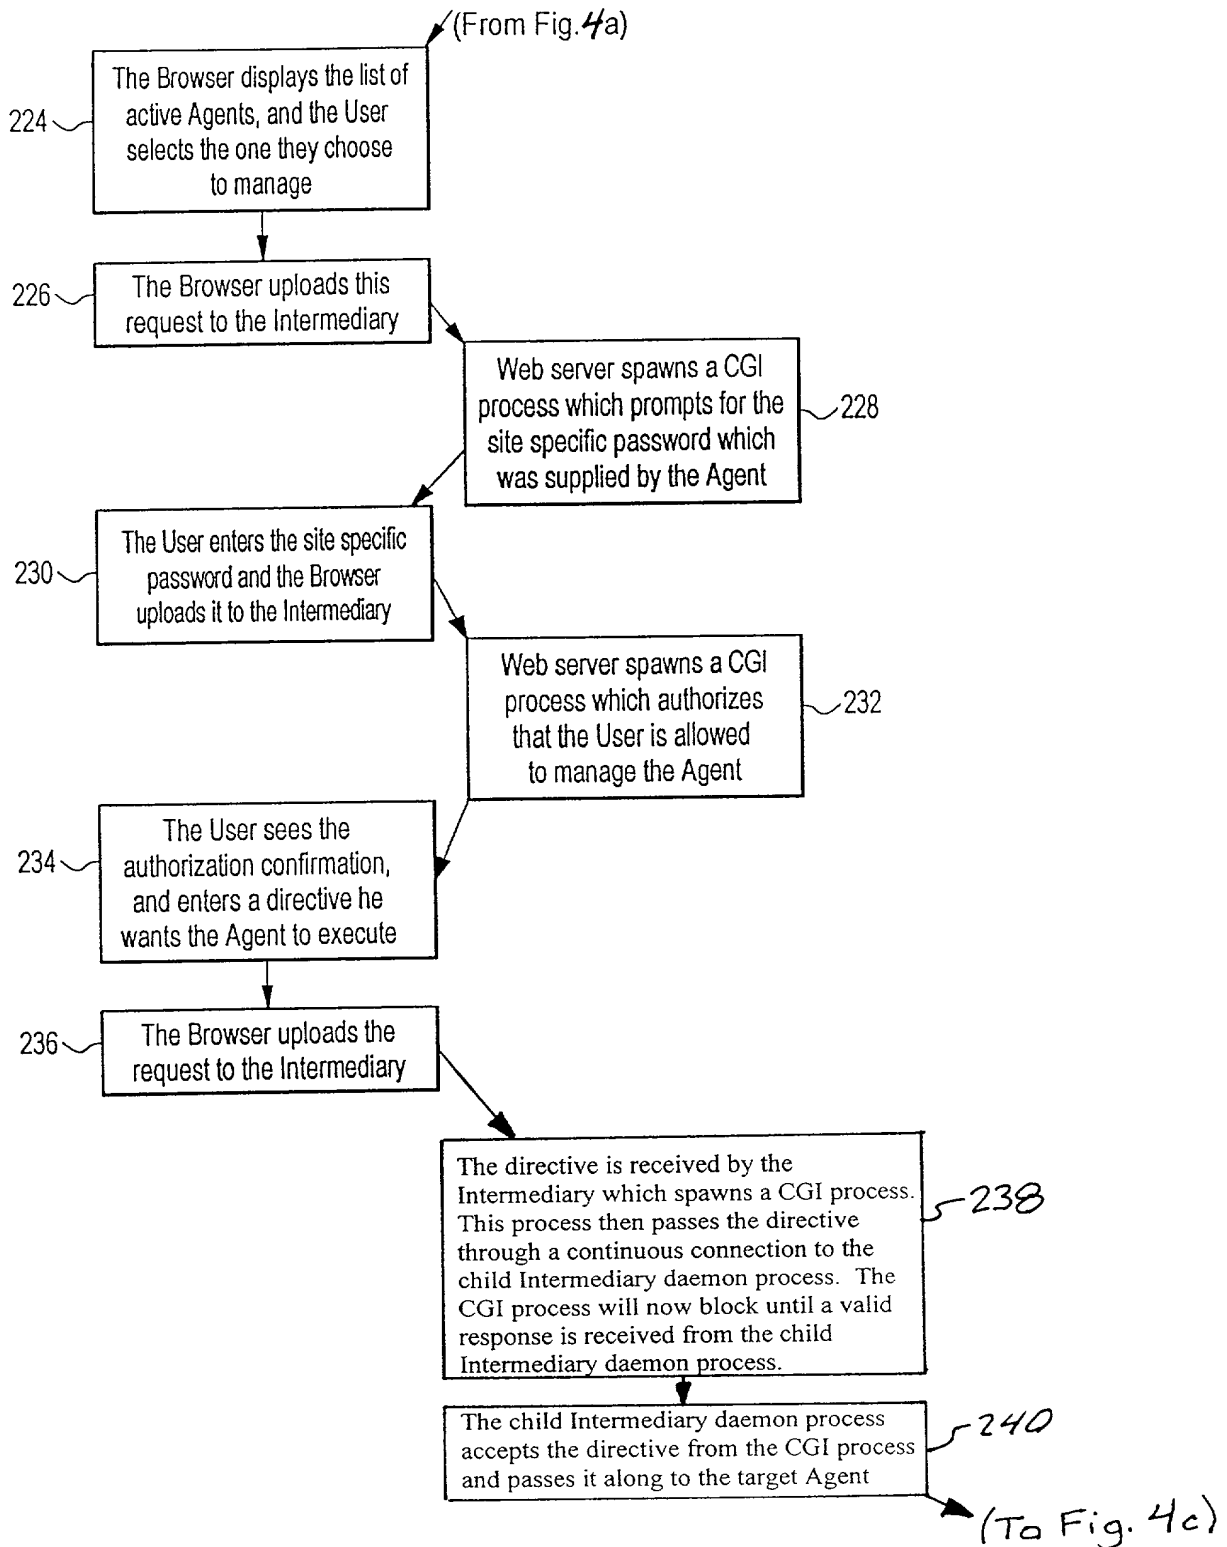 (From Fig. 4a)
The Browser displays the list of
active Agents, and the User
selects the one they choose
to manage
224
The Browser uploads this
request to the Intermediary
226
Web server spawns a CGI
process which prompts for the
site specific password which
was supplied by the Agent
228
The User enters the site specific
password and the Browser
uploads it to the Intermediary
230
Web server spawns a CGI
process which authorizes
that the User is allowed
to manage the Agent
232
The User sees the
authorization confirmation,
and enters a directive he
wants the Agent to execute
234
The Browser uploads the
request to the Intermediary
236
The directive is received by the
Intermediary which spawns a CGI process.
This process then passes the directive
through a continuous connection to the
child Intermediary daemon process. The
CGI process will now block until a valid
response is received from the child
Intermediary daemon process.
238
The child Intermediary daemon process
accepts the directive from the CGI process
and passes it along to the target Agent
240
(To Fig. 4c)